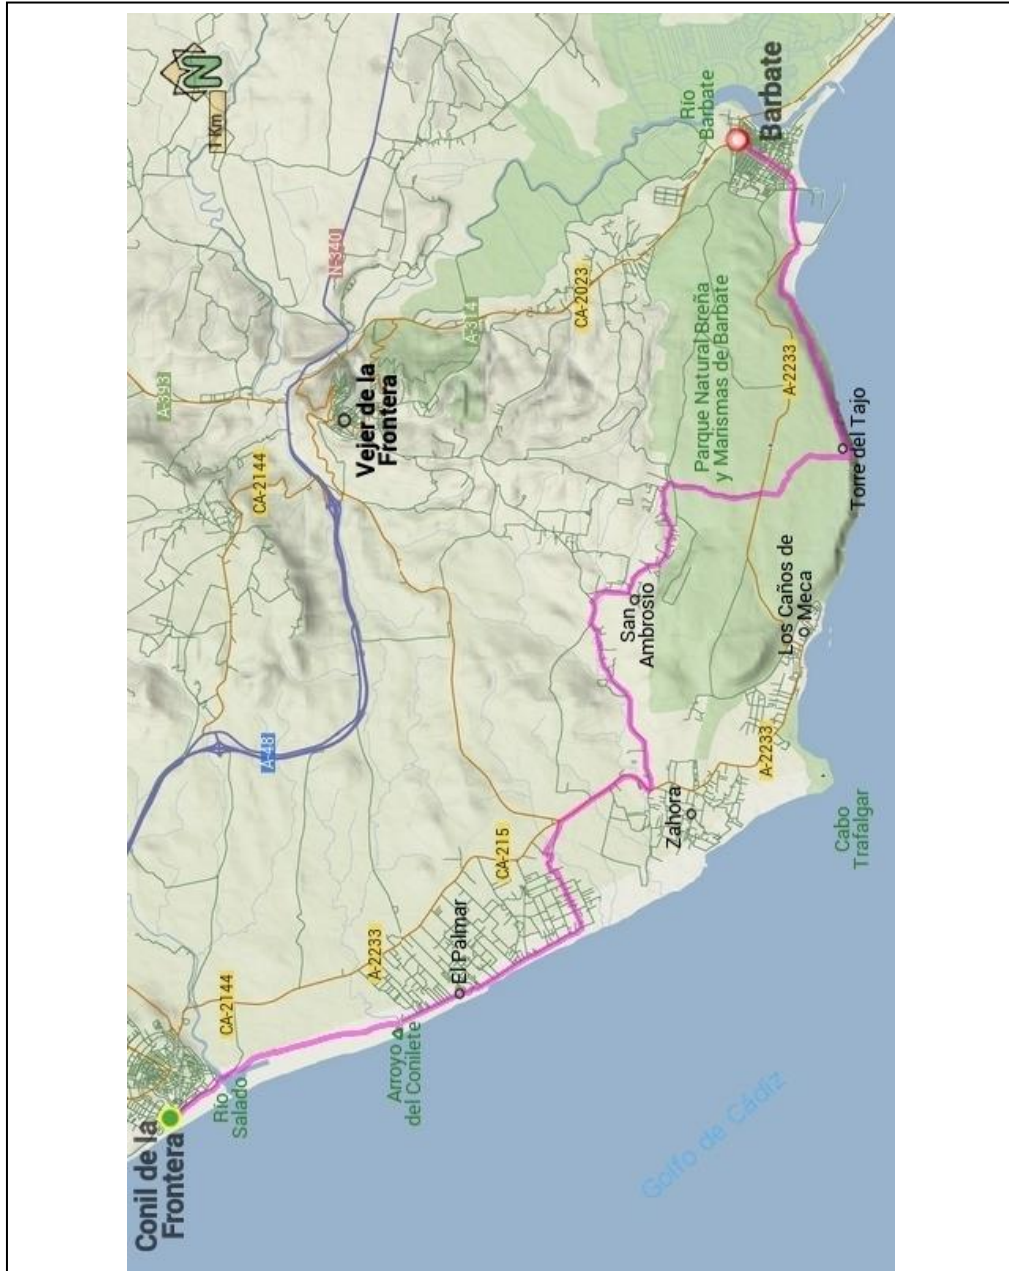 N
1 Km
Conil de la
Frontera
Río
Salado
CA-2144
Arroyo
del Conilete
A-2233
El Palmar
CA-215
Zahora
A-2233
Cabo
Trafalgar
Golfo de Cádiz
A-48
CA-2144
A-393
N-340
Vejer de la
Frontera
A-314
CA-2023
San
Ambrosio
Los Caños de
Meca
Parque Natural Breña
y Marismas de Barbate
A-2233
Torre del Tajo
Río
Barbate
Barbate